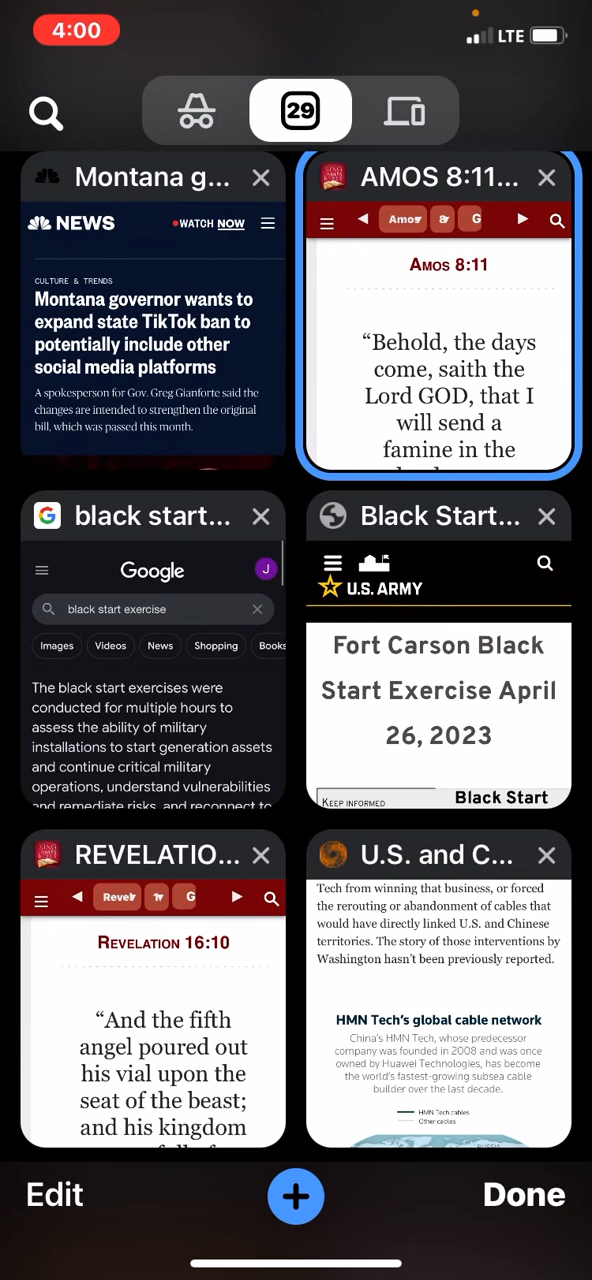 4:00
LTE
29
Montana g...
NEWS
WATCH NOW
CULTURE & TRENDS
Montana governor wants to
expand state TikTok ban to
potentially include other
social media platforms
A spokesperson for Gov. Greg Gianforte said the
changes are intended to strengthen the original
bill, which was passed this month.
AMOS 8:11...
Amos 8 G
AMOS 8:11
“Behold, the days
come, saith the
Lord GOD, that I
will send a
famine in the
black start...
Google
J
black start exercise
Images Videos News Shopping Books
The black start exercises were
conducted for multiple hours to
assess the ability of military
installations to start generation assets
and continue critical military
operations, understand vulnerabilities
and remediate risks, and reconnect to
Black Start...
U.S. ARMY
Fort Carson Black
Start Exercise April
26, 2023
KEEP INFORMED
Black Start
REVELATIO...
Revel 1 G
REVELATION 16:10
“And the fifth
angel poured out
his vial upon the
seat of the beast;
and his kingdom
U.S. and C...
Tech from winning that business, or forced
the rerouting or abandonment of cables that
would have directly linked U.S. and Chinese
territories. The story of those interventions by
Washington hasn’t been previously reported.
HMN Tech’s global cable network
China’s HMN Tech, whose predecessor
company was founded in 2008 and was once
owned by Huawei Technologies, has become
the world’s fastest-growing subsea cable
builder over the last decade.
HMN Tech cables
Other cables
RUSSIA
Edit
Done